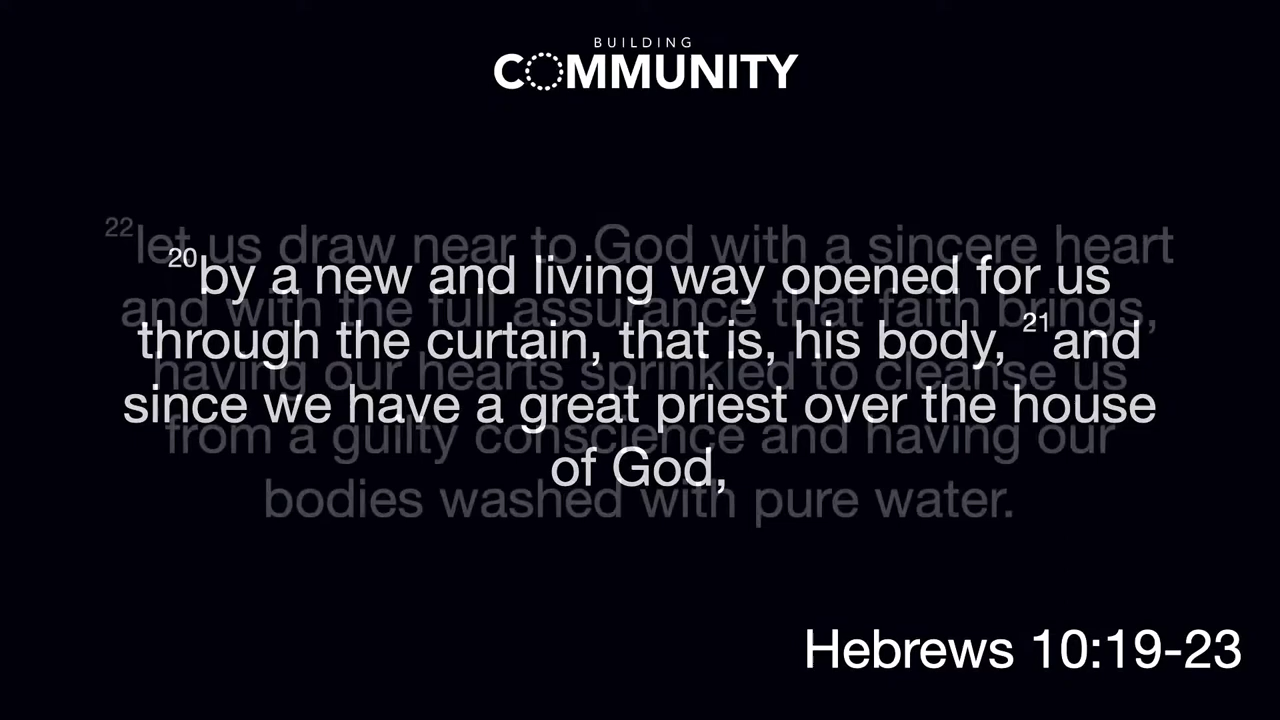 BUILDING
COMMUNITY
22let us draw near to God with a sincere heart
20by a new and living way opened for us
and with the full assurance that faith brings,
through the curtain, that is, his body, 21and
having our hearts sprinkled to cleanse us
since we have a great priest over the house
from a guilty conscience and having our
of God,
bodies washed with pure water.
Hebrews 10:19-23